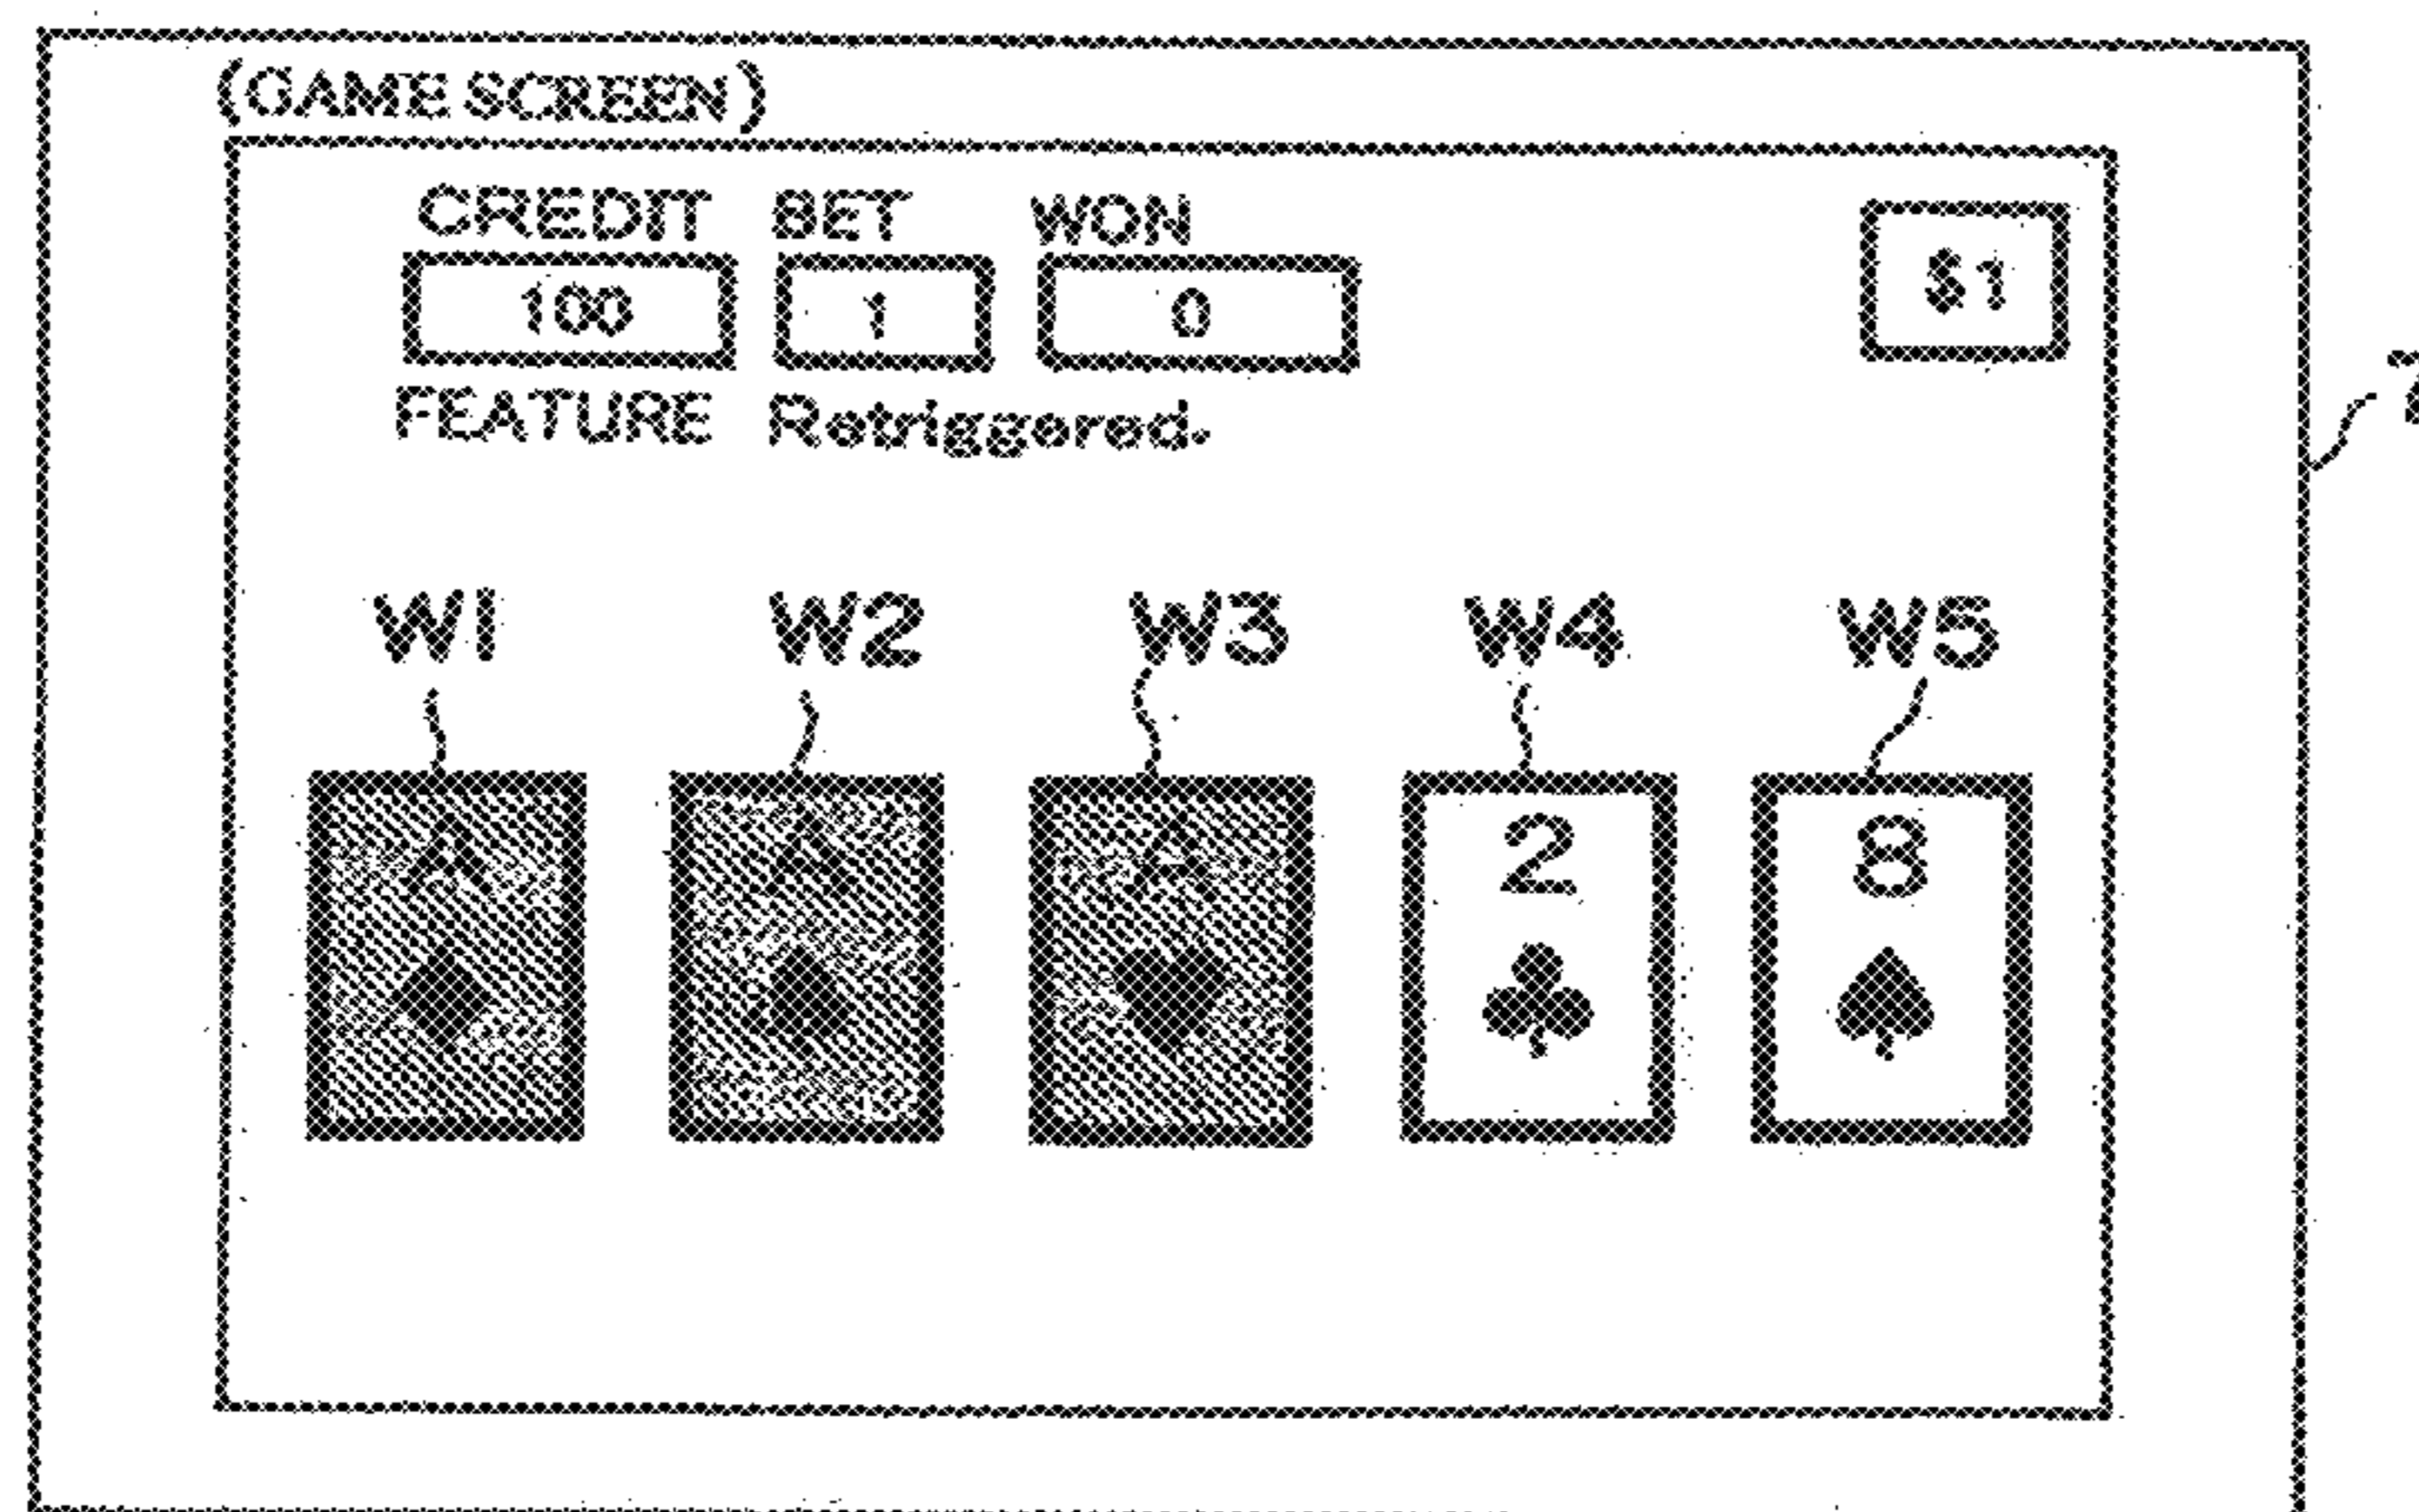 (GAME SCREEN)
CREDIT BET WON
100 1 0 $1
FEATURE Retriggered.
W1 W2 W3 W4 W5
A A A 2 8